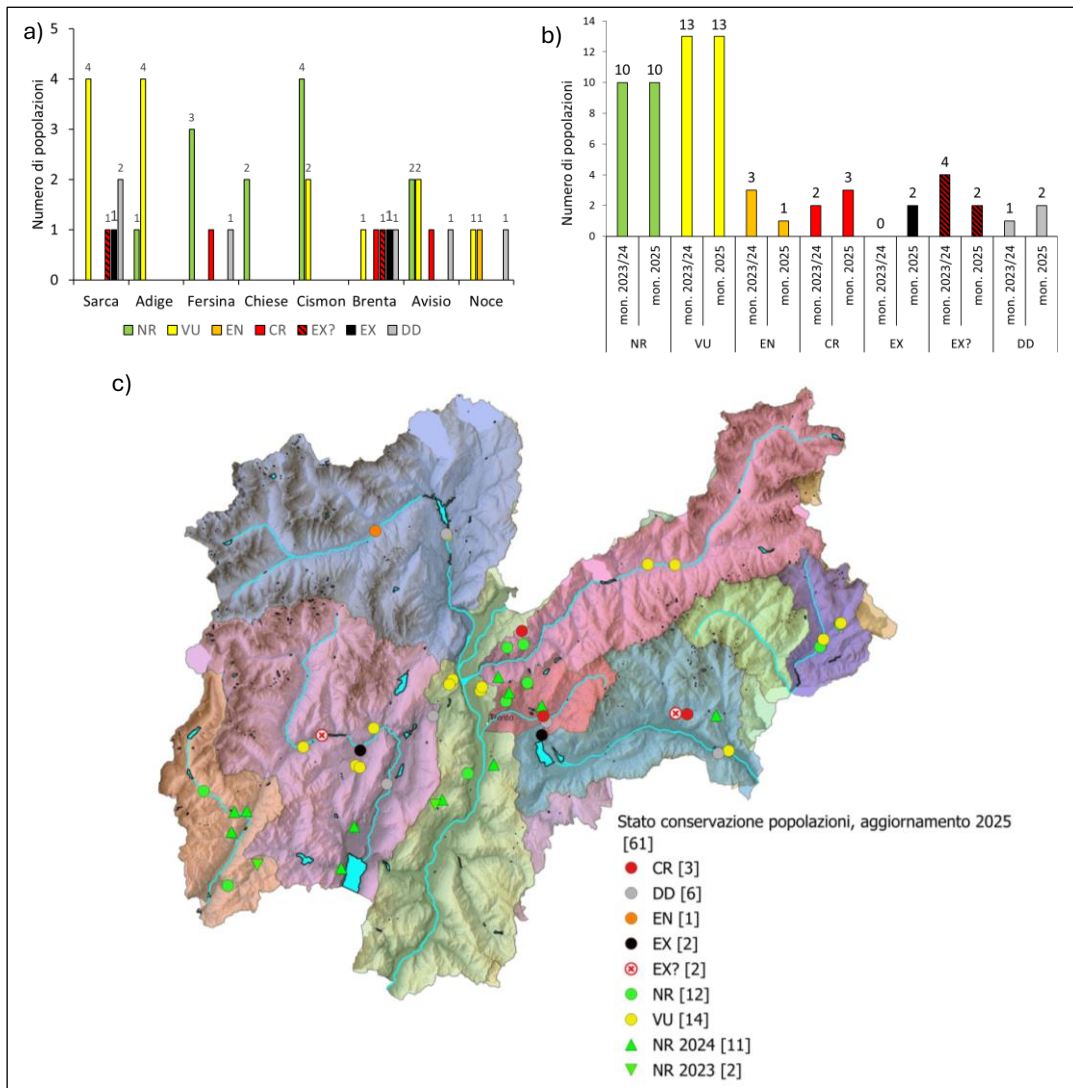 a)
5
4
3
2
1
0
Numero di popolazioni
4
1
1
2
1
4
3
1
2
4
2
1
1
1
1
1
22
1
11
1
Sarca Adige Fersina Chiese Cismon Brenta Avisio Noce
NR VU EN CR EX? EX DD
b)
14
12
10
8
6
4
2
0
Numero di popolazioni
10 10 13 13 3 1 2 3 0 2 4 2 1 2
mon. 2023/24 mon. 2025 mon. 2023/24 mon. 2025 mon. 2023/24 mon. 2025 mon. 2023/24 mon. 2025 mon. 2023/24 mon. 2025 mon. 2023/24 mon. 2025 mon. 2023/24 mon. 2025
NR VU EN CR EX EX? DD
c)
Trento
Stato conservazione popolazioni, aggiornamento 2025
[61]
CR [3]
DD [6]
EN [1]
EX [2]
EX? [2]
NR [12]
VU [14]
NR 2024 [11]
NR 2023 [2]